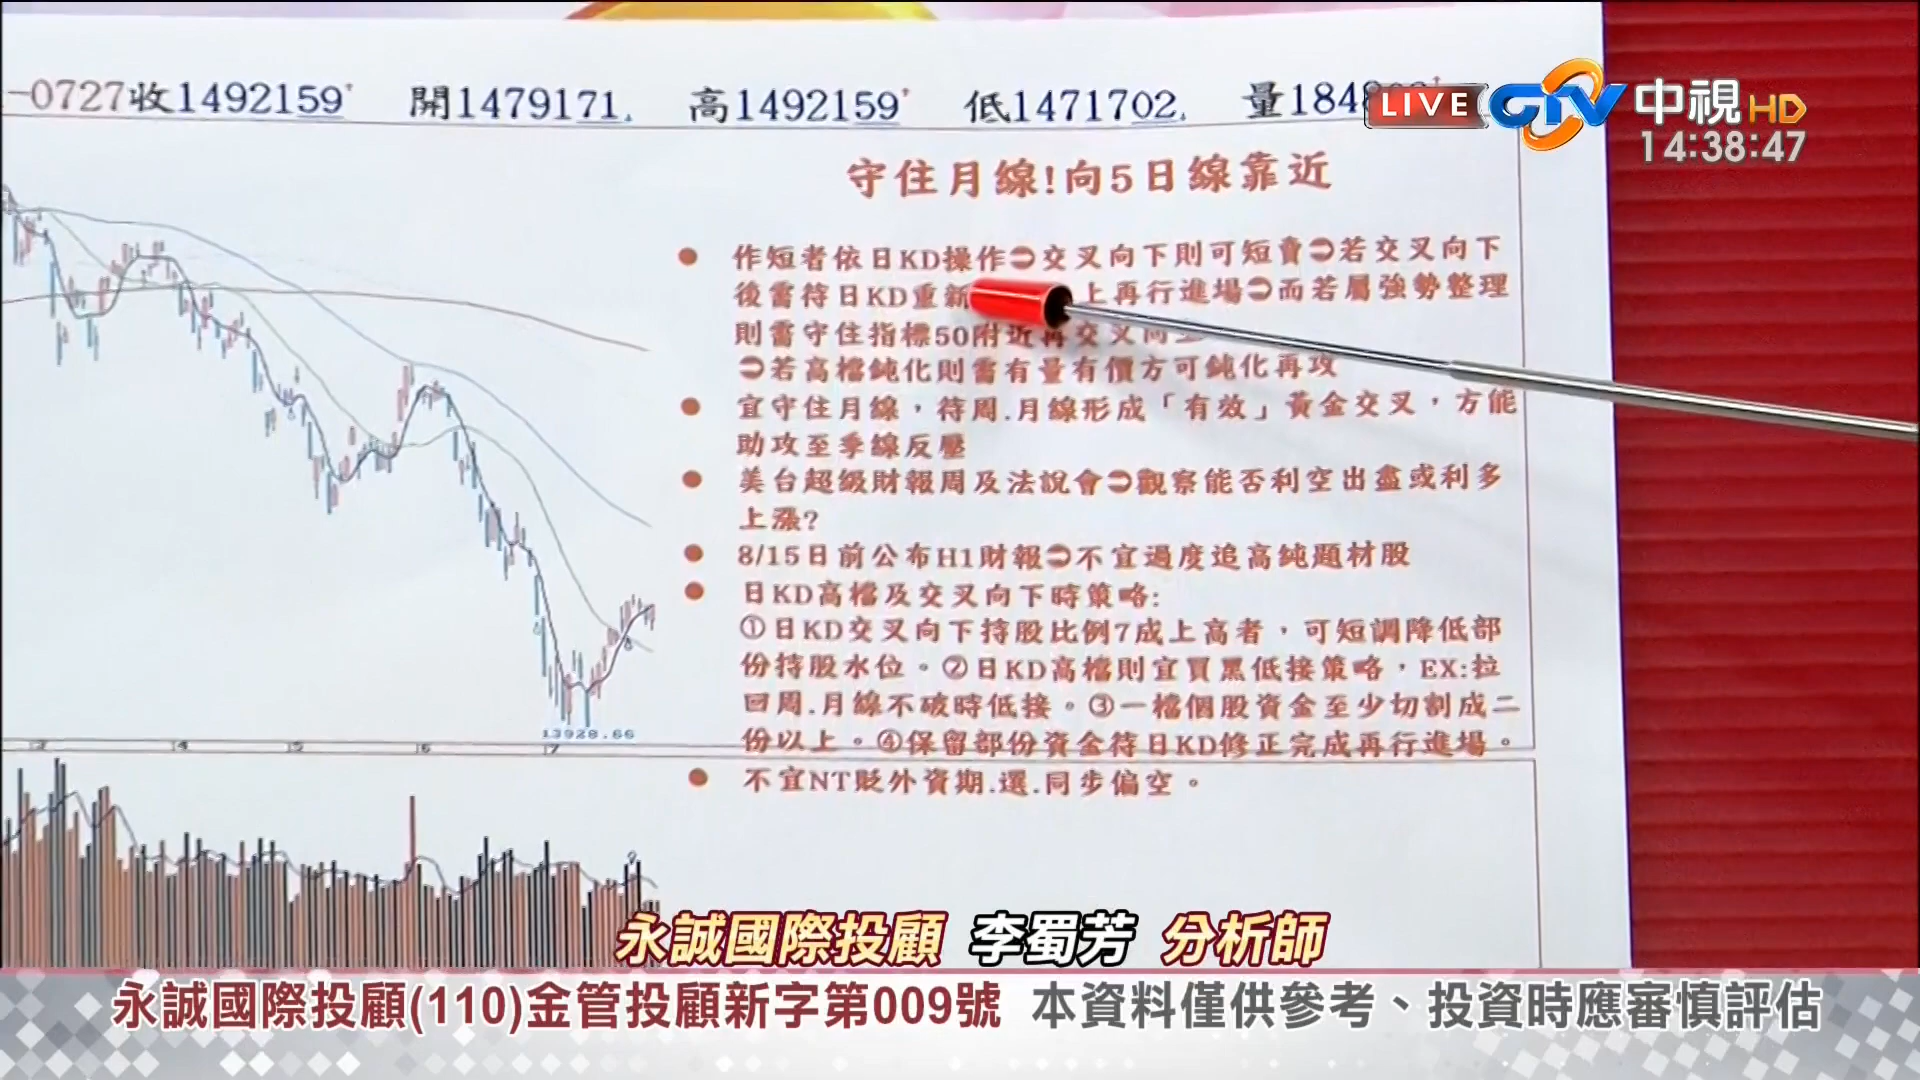 -0727收1492159 開1479171 高1492159 低1471702 量184
LIVE CTV 中視HD
14:38:47
守住月線!向5日線靠近
● 作短者依日KD操作➲交叉向下則可短賣➲若交叉向下
後需待日KD重新 上再行進場➲而若屬強勢整理
則需守住指標50附近再交叉向上
➲若高檔鈍化則需有量有價方可鈍化再攻
● 宜守住月線，待周.月線形成「有效」黃金交叉，方能
助攻至季線反壓
● 美台超級財報周及法說會➲觀察能否利空出盡或利多
上漲?
● 8/15日前公布H1財報➲不宜過度追高純題材股
● 日KD高檔及交叉向下時策略:
①日KD交叉向下持股比例7成上高者，可短調降低部
份持股水位。②日KD高檔則宜買黑低接策略，EX:拉
回周.月線不破時低接。③一檔個股資金至少切割成二
份以上。④保留部份資金待日KD修正完成再行進場。
● 不宜NT貶外資期.選.同步偏空。
13928.66
4 5 6 7
永誠國際投顧 李蜀芳 分析師
永誠國際投顧(110)金管投顧新字第009號 本資料僅供參考、投資時應審慎評估